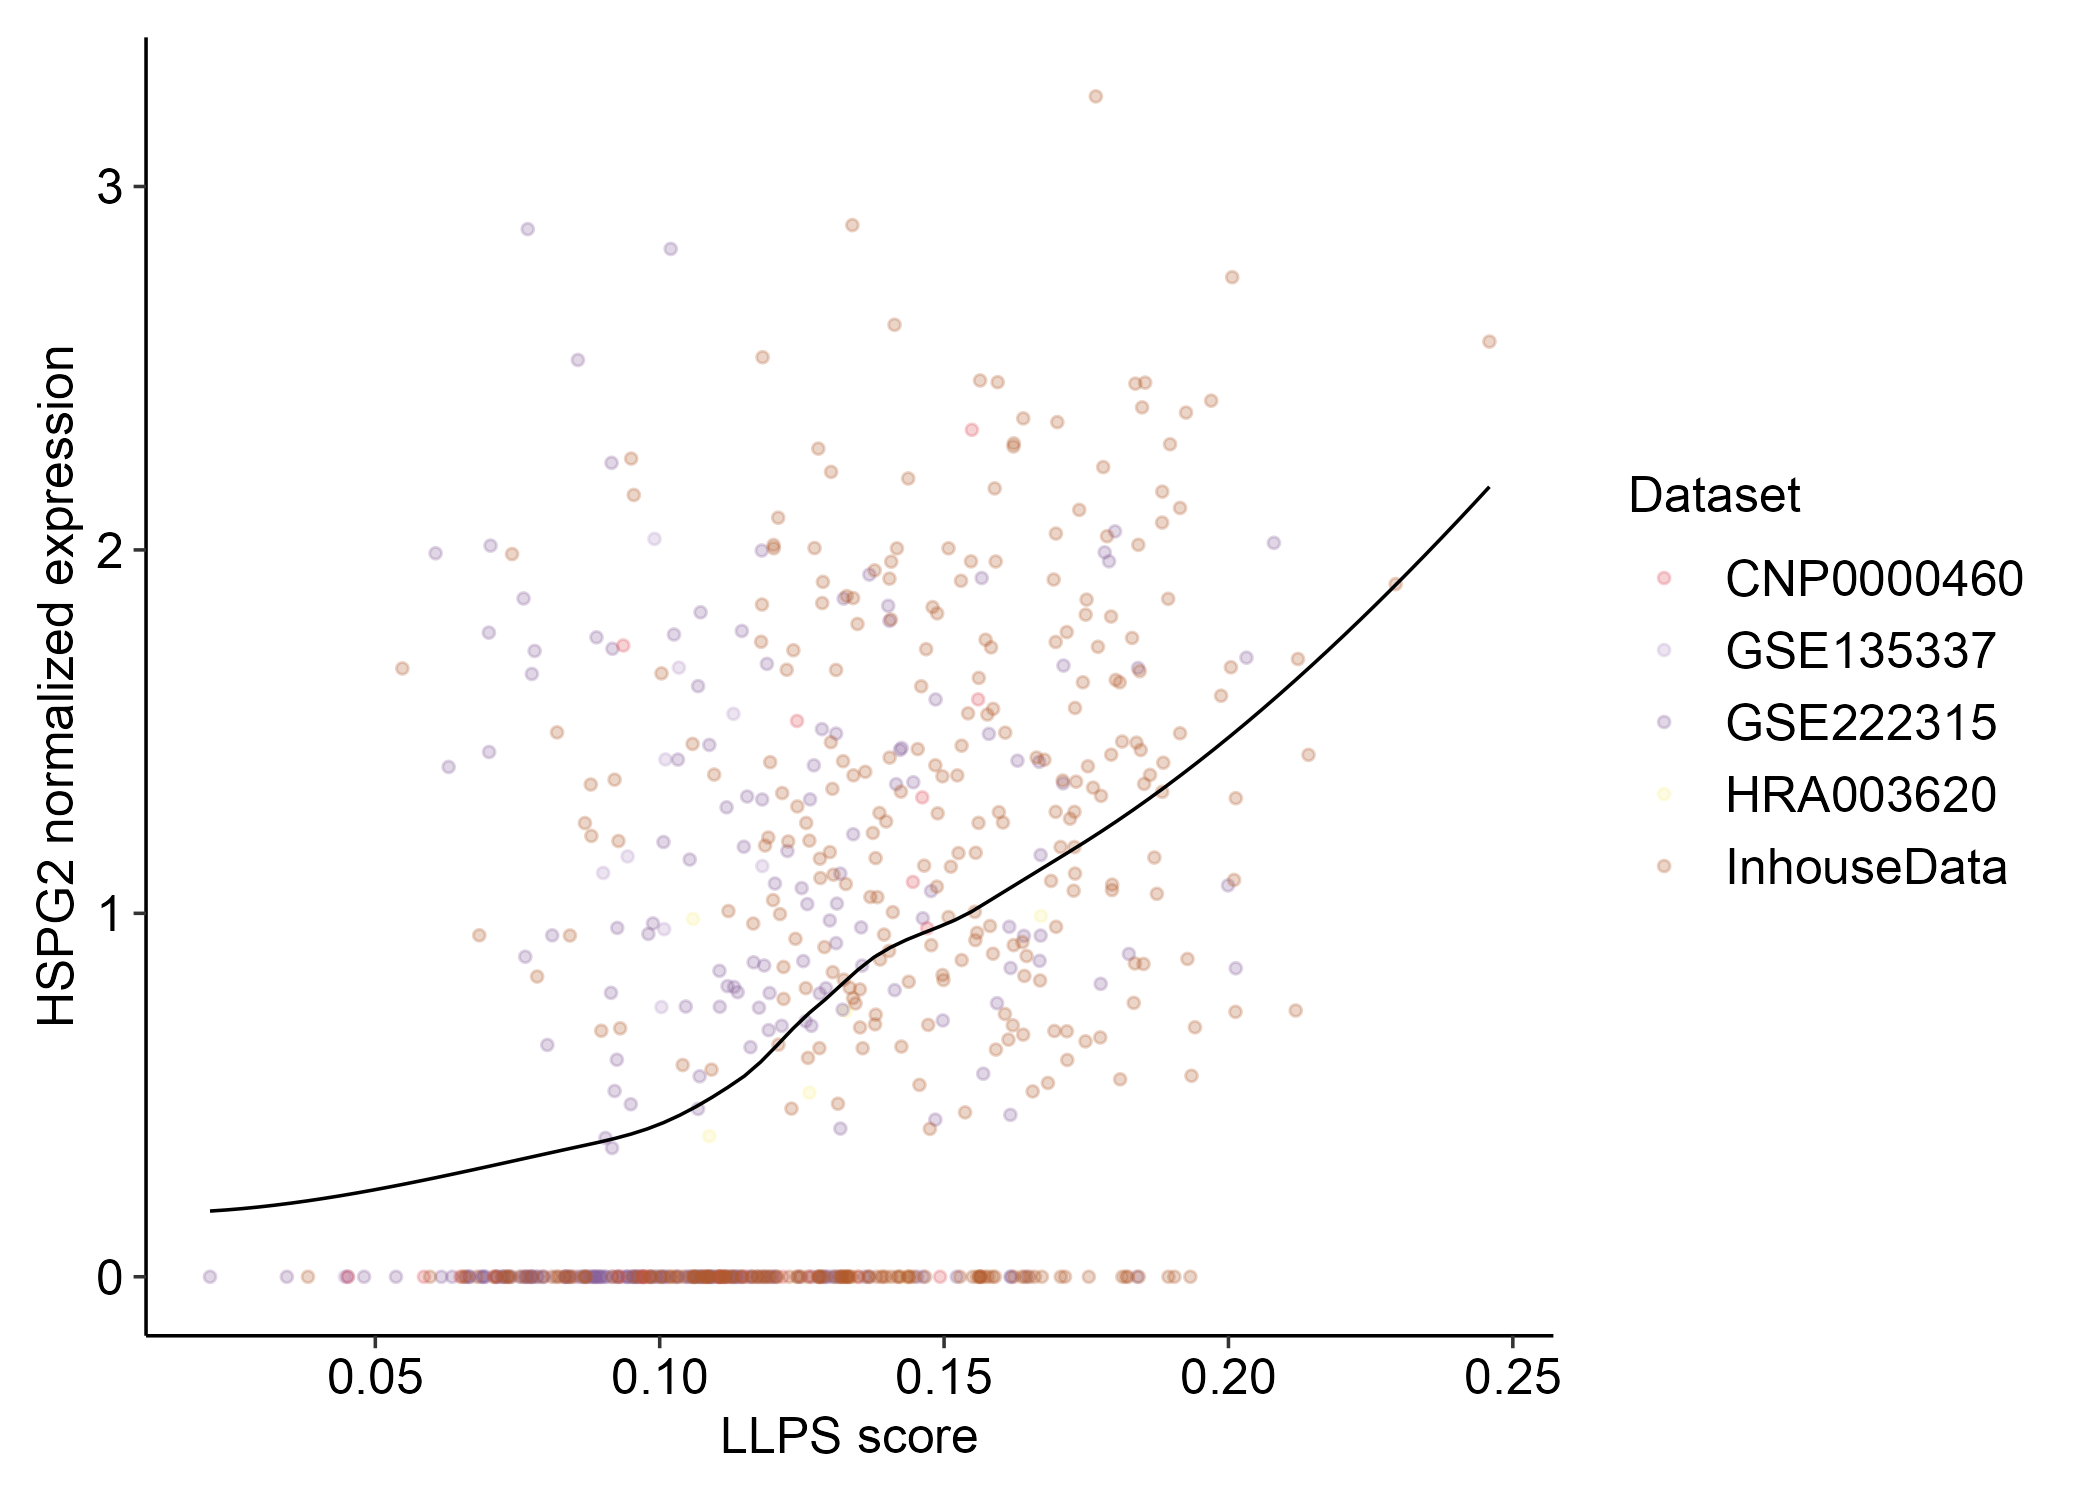 HSPG2 normalized expression
3
2
1
0
0.05
0.10
0.15
0.20
0.25
LLPS score
Dataset
CNP0000460
GSE135337
GSE222315
HRA003620
InhouseData